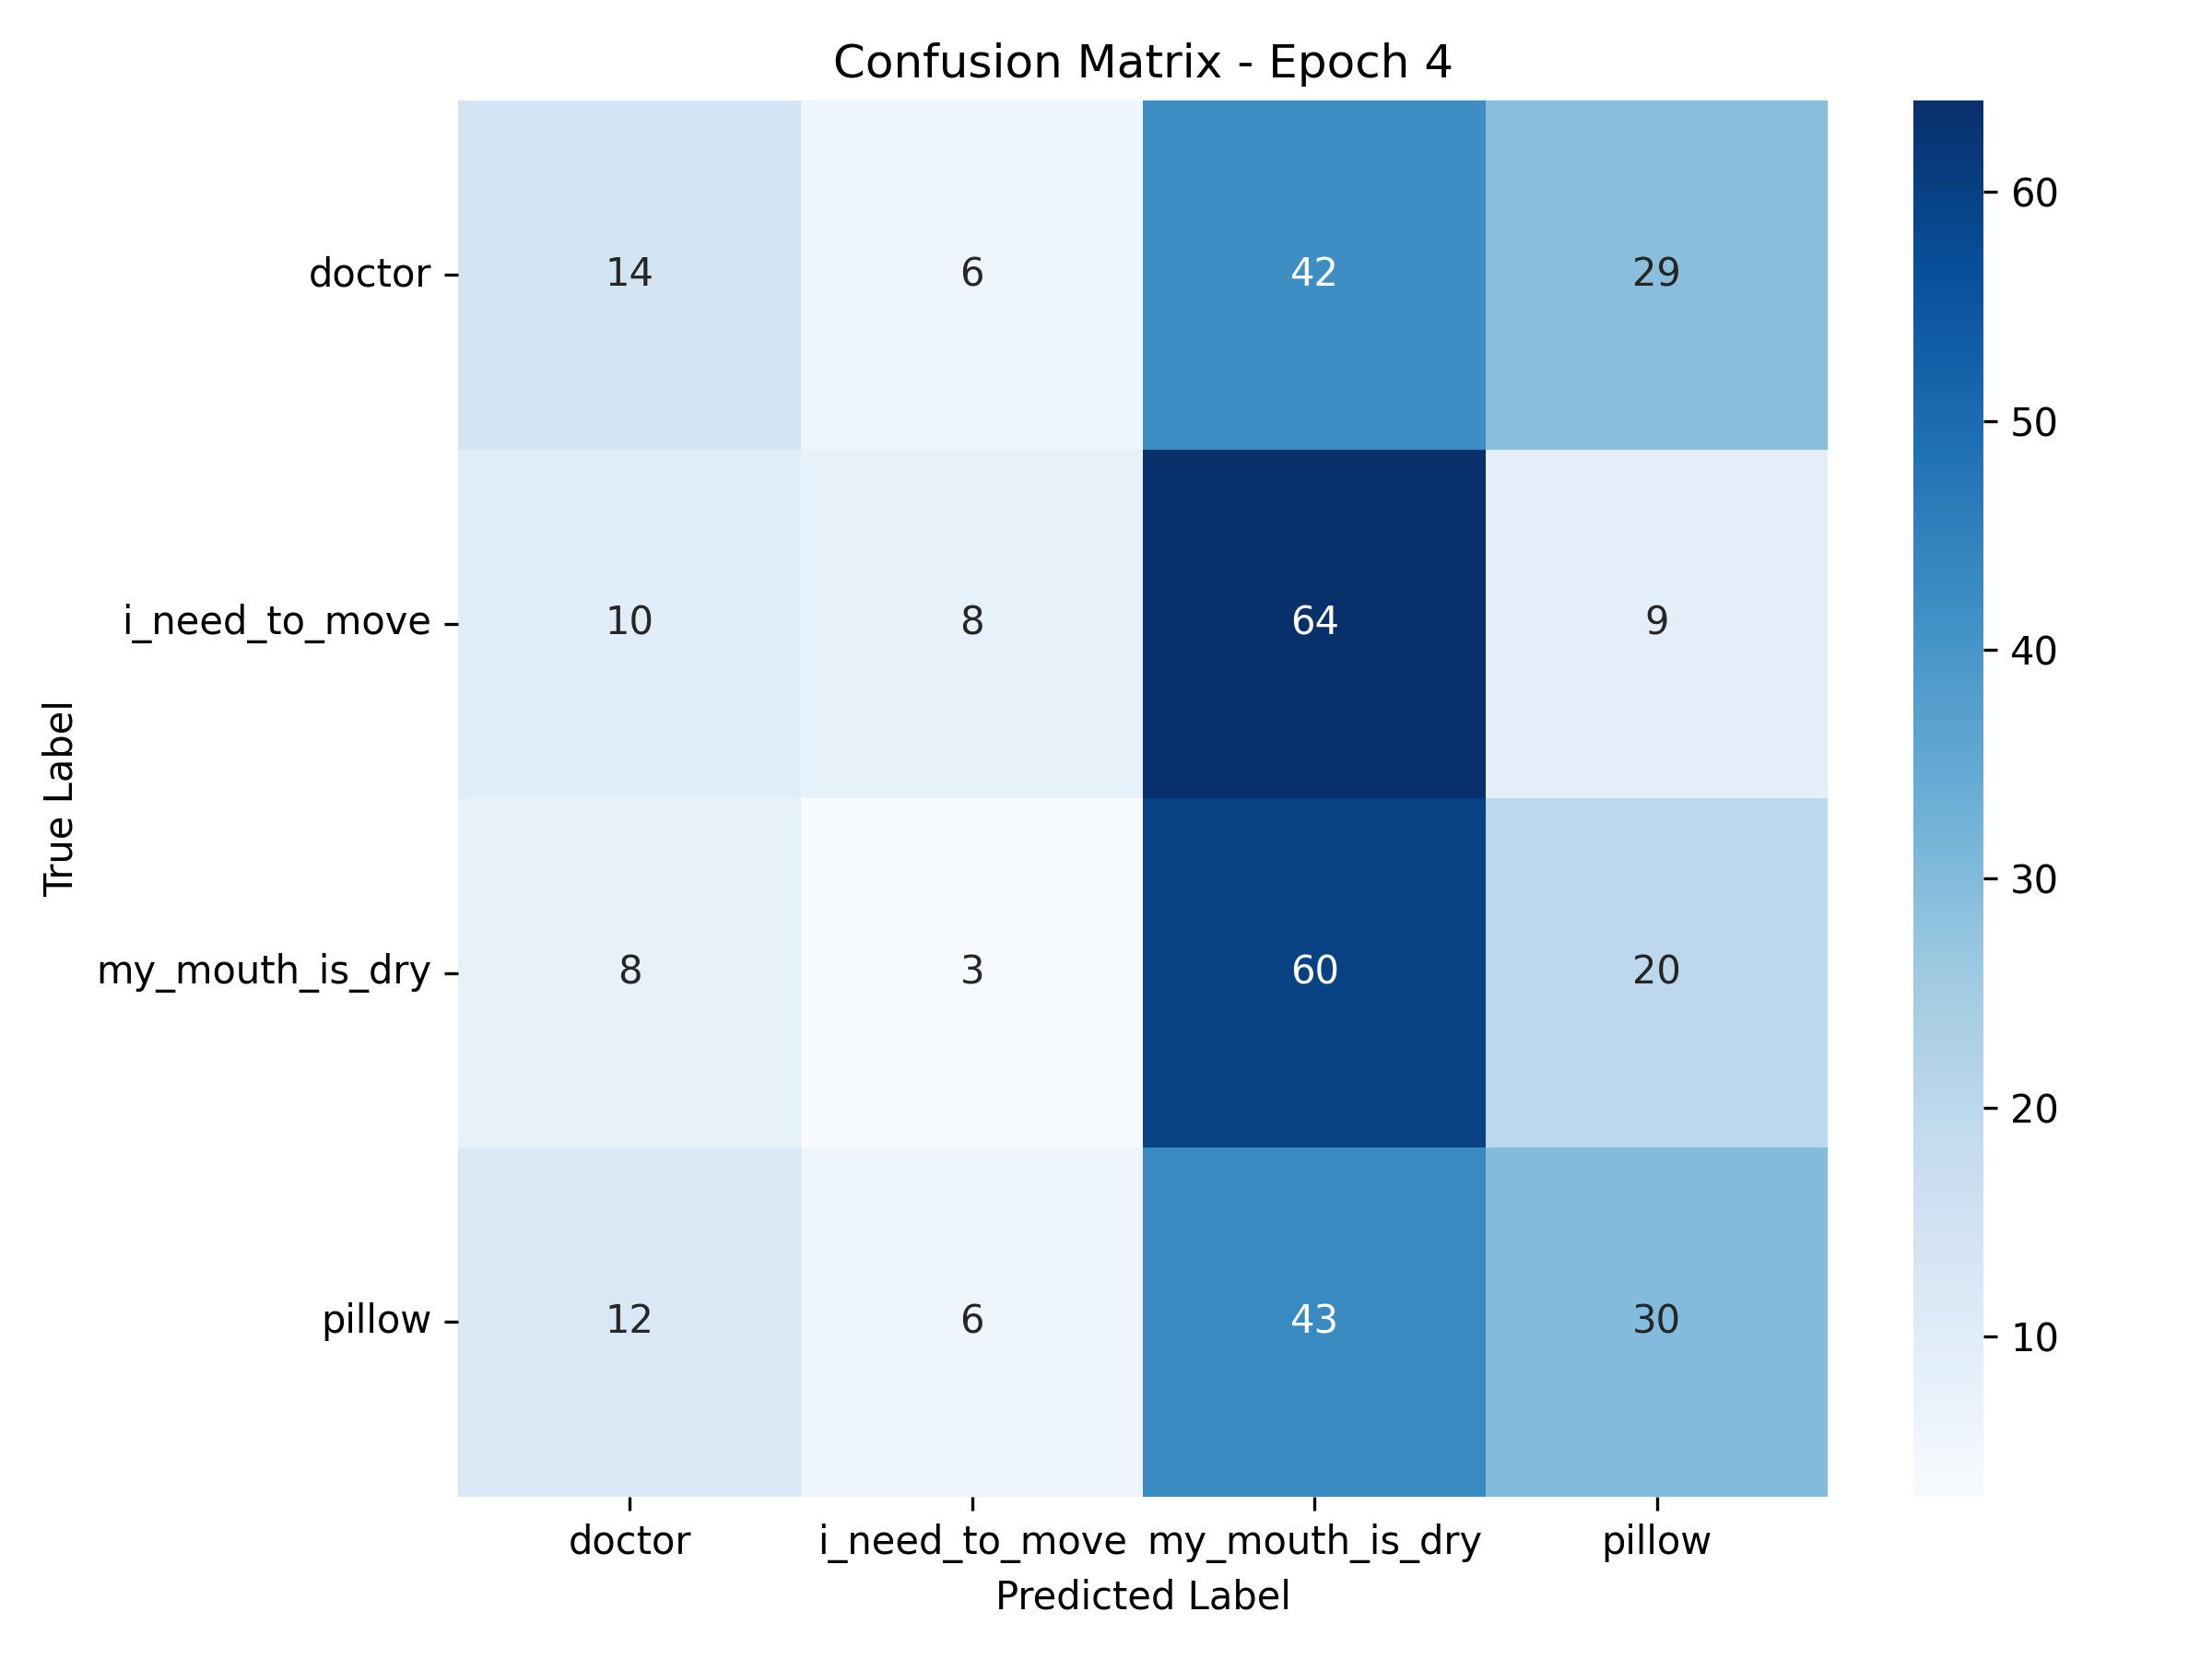 Confusion Matrix - Epoch 4
doctor 14 6 42 29
i_need_to_move 10 8 64 9
my_mouth_is_dry 8 3 60 20
pillow 12 6 43 30
doctor i_need_to_move my_mouth_is_dry pillow
Predicted Label
True Label
60
50
40
30
20
10